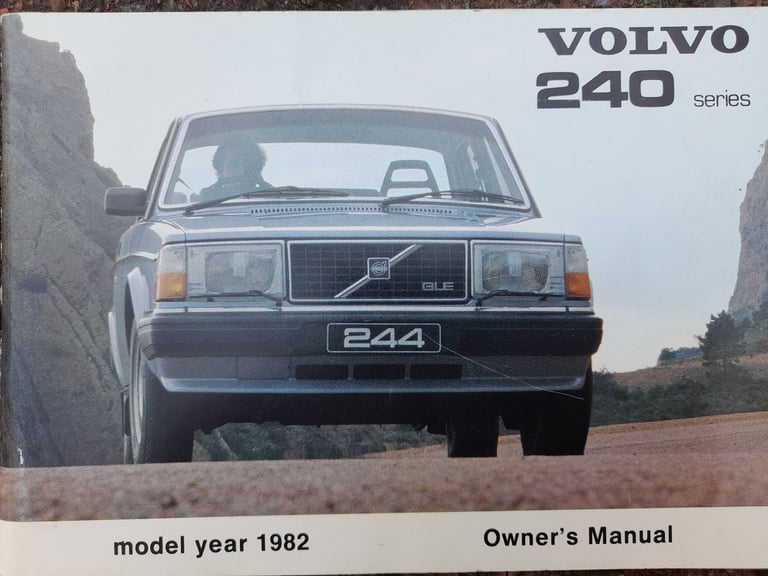 VOLVO
240 series
GLE
244
model year 1982
Owner's Manual